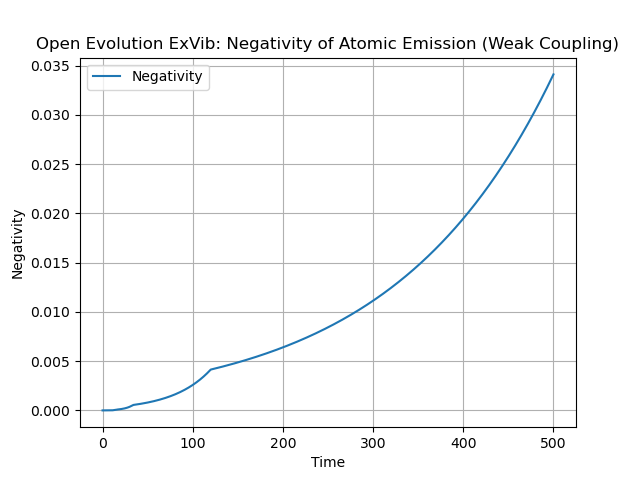 Open Evolution ExVib: Negativity of Atomic Emission (Weak Coupling)
Negativity
0.035
0.030
0.025
0.020
0.015
0.010
0.005
0.000
Negativity
0 100 200 300 400 500
Time